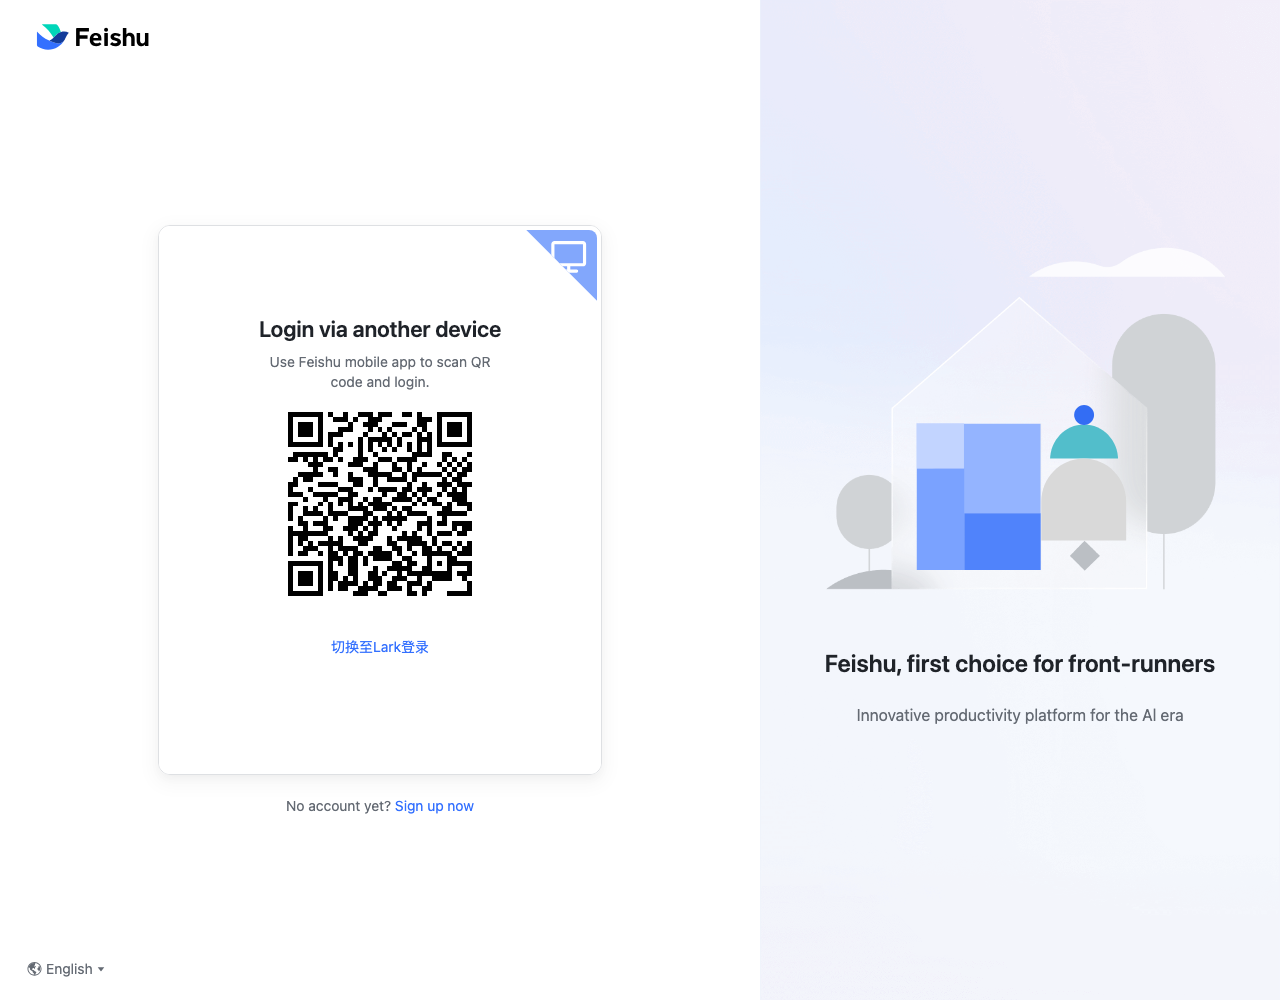 Feishu
Login via another device
Use Feishu mobile app to scan QR
code and login.
切换至Lark登录
No account yet? Sign up now
English
Feishu, first choice for front-runners
Innovative productivity platform for the AI era